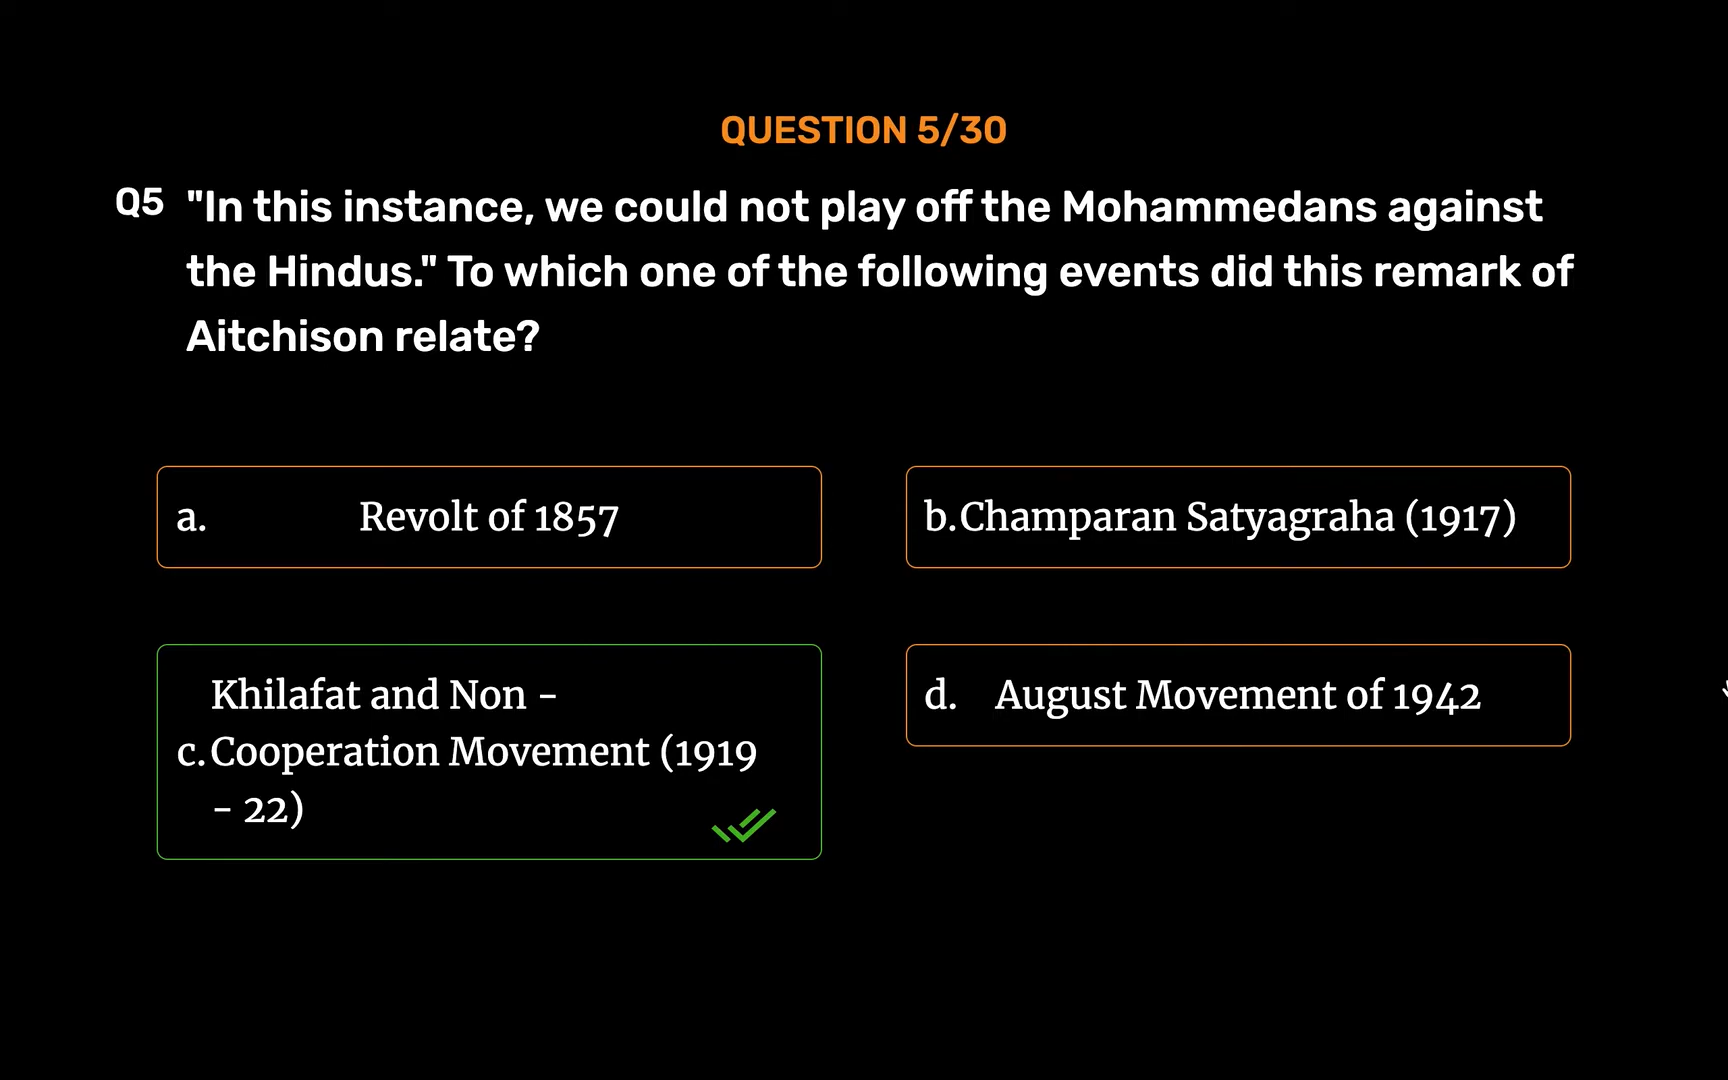 QUESTION 5/30
Q5 "In this instance, we could not play off the Mohammedans against
the Hindus." To which one of the following events did this remark of
Aitchison relate?
a. Revolt of 1857
b. Champaran Satyagraha (1917)
Khilafat and Non -
c. Cooperation Movement (1919
- 22)
d. August Movement of 1942